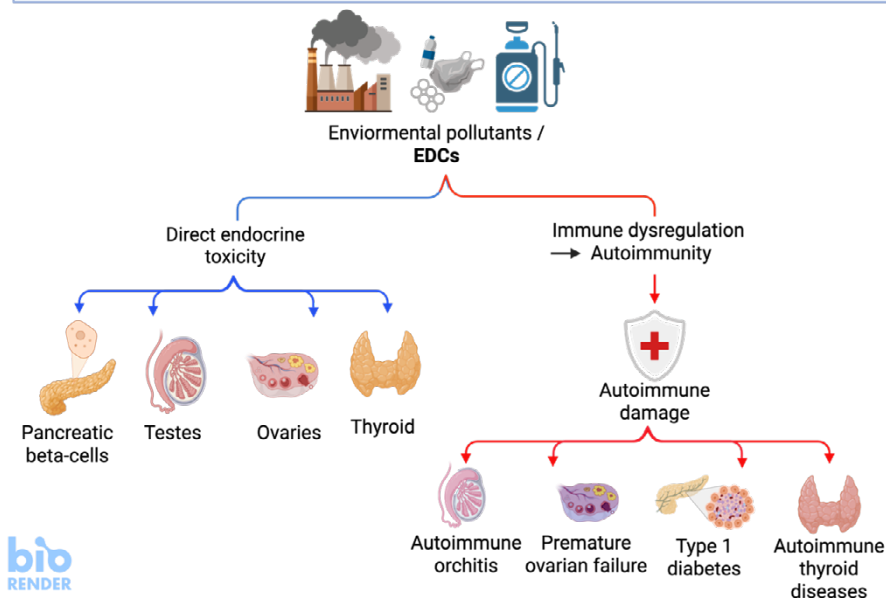 Enviormental pollutants /
EDCs
Direct endocrine
toxicity
Immune dysregulation
→ Autoimmunity
Autoimmune
damage
Pancreatic
beta-cells
Testes
Ovaries
Thyroid
Autoimmune
orchitis
Premature
ovarian failure
Type 1
diabetes
Autoimmune
thyroid
diseases
bio
RENDER